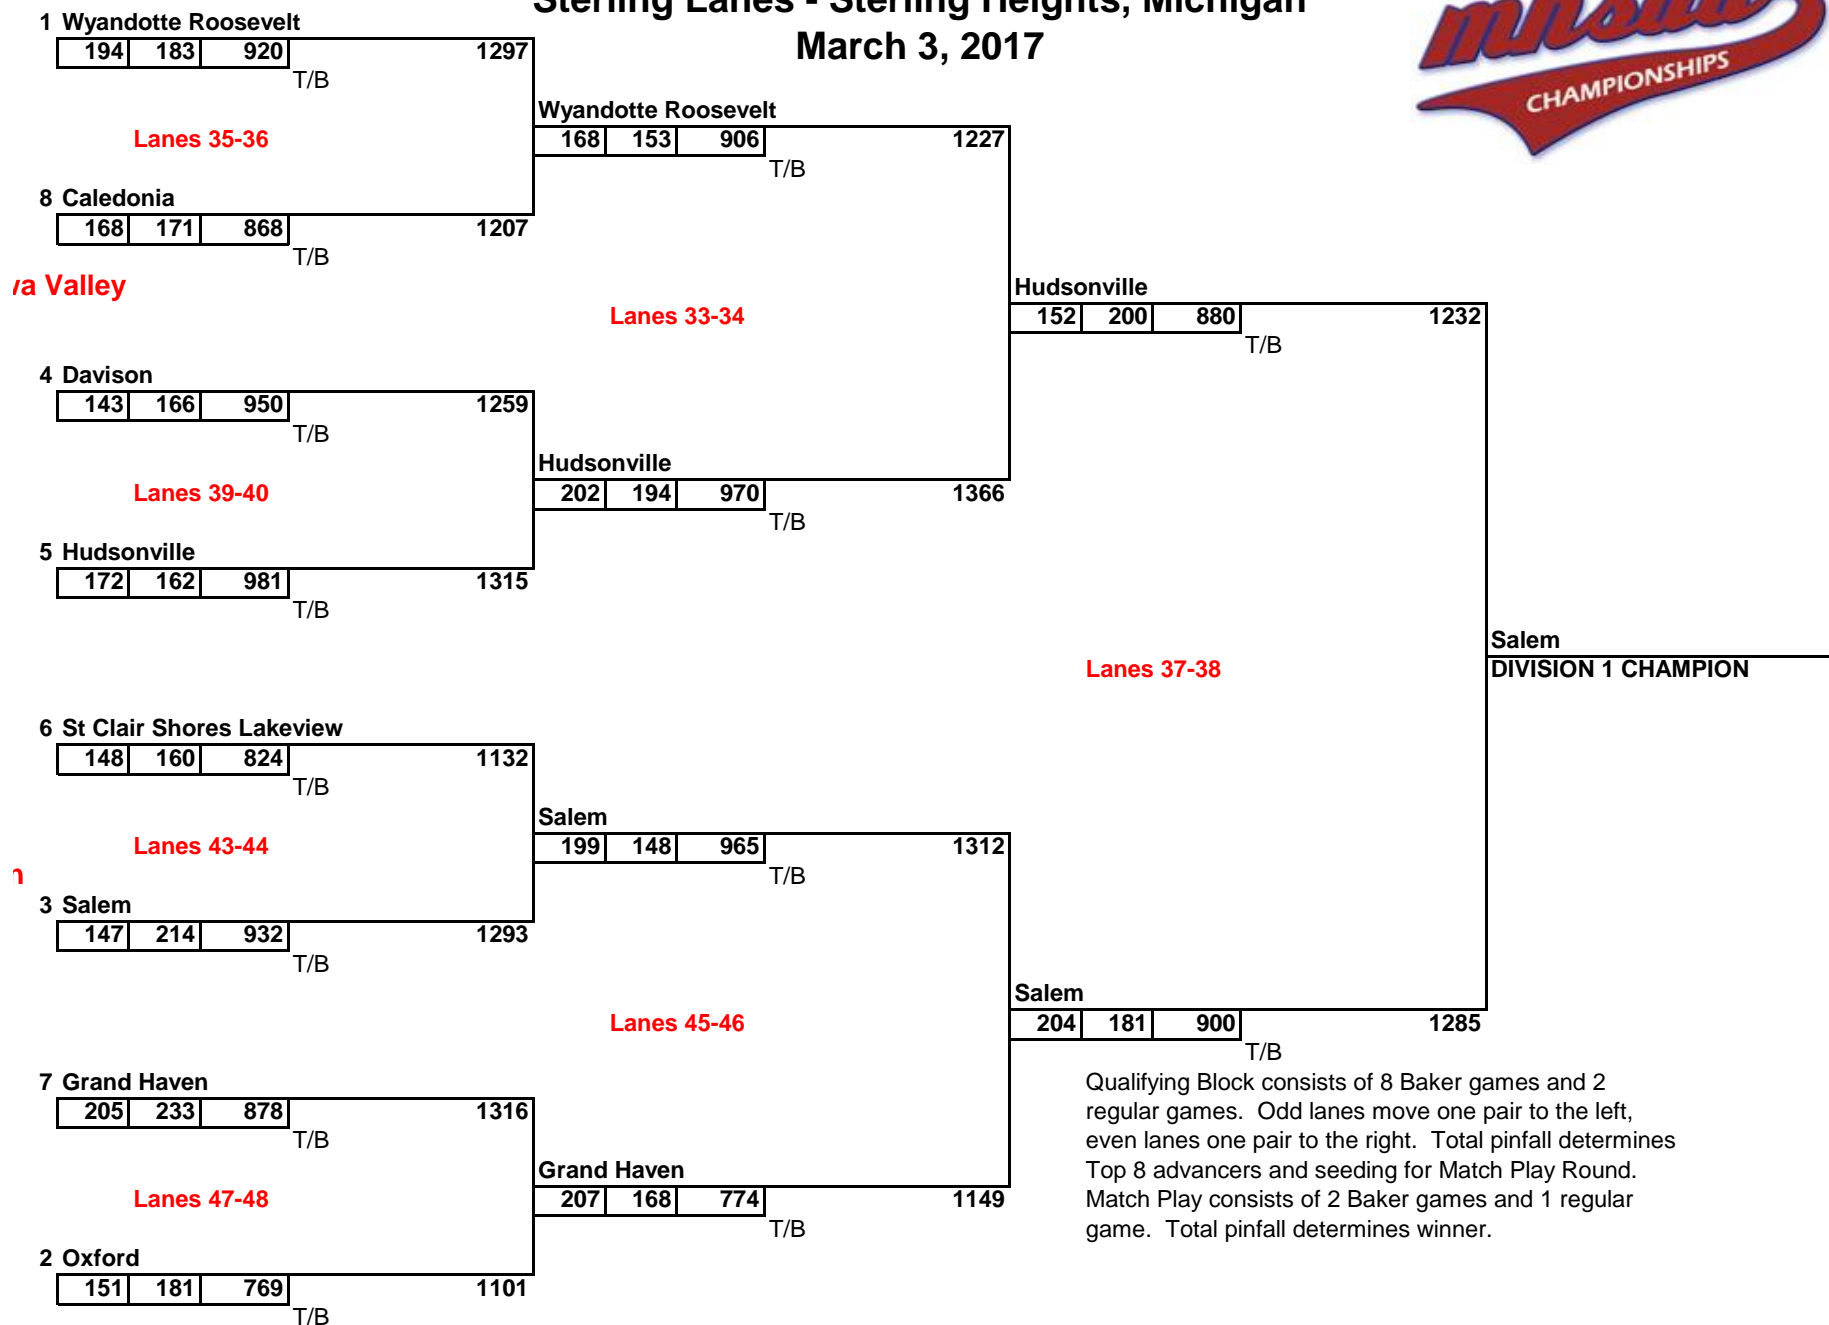 Sterling Lanes - Sterling Heights, Michigan
March 3, 2017
CHAMPIONSHIPS
1 Wyandotte Roosevelt
194 183 920 1297
T/B
Wyandotte Roosevelt
Lanes 35-36
168 153 906 1227
T/B
8 Caledonia
168 171 868 1207
T/B
Valley
Hudsonville
Lanes 33-34
152 200 880 1232
T/B
4 Davison
143 166 950 1259
T/B
Hudsonville
Lanes 39-40
202 194 970 1366
T/B
5 Hudsonville
172 162 981 1315
T/B
Salem
Lanes 37-38
DIVISION 1 CHAMPION
6 St Clair Shores Lakeview
148 160 824 1132
T/B
Salem
Lanes 43-44
199 148 965 1312
T/B
3 Salem
147 214 932 1293
T/B
Salem
Lanes 45-46
204 181 900 1285
T/B
7 Grand Haven
205 233 878 1316
T/B
Grand Haven
Lanes 47-48
207 168 774 1149
T/B
2 Oxford
151 181 769 1101
T/B
Qualifying Block consists of 8 Baker games and 2
regular games. Odd lanes move one pair to the left,
even lanes one pair to the right. Total pinfall determines
Top 8 advancers and seeding for Match Play Round.
Match Play consists of 2 Baker games and 1 regular
game. Total pinfall determines winner.